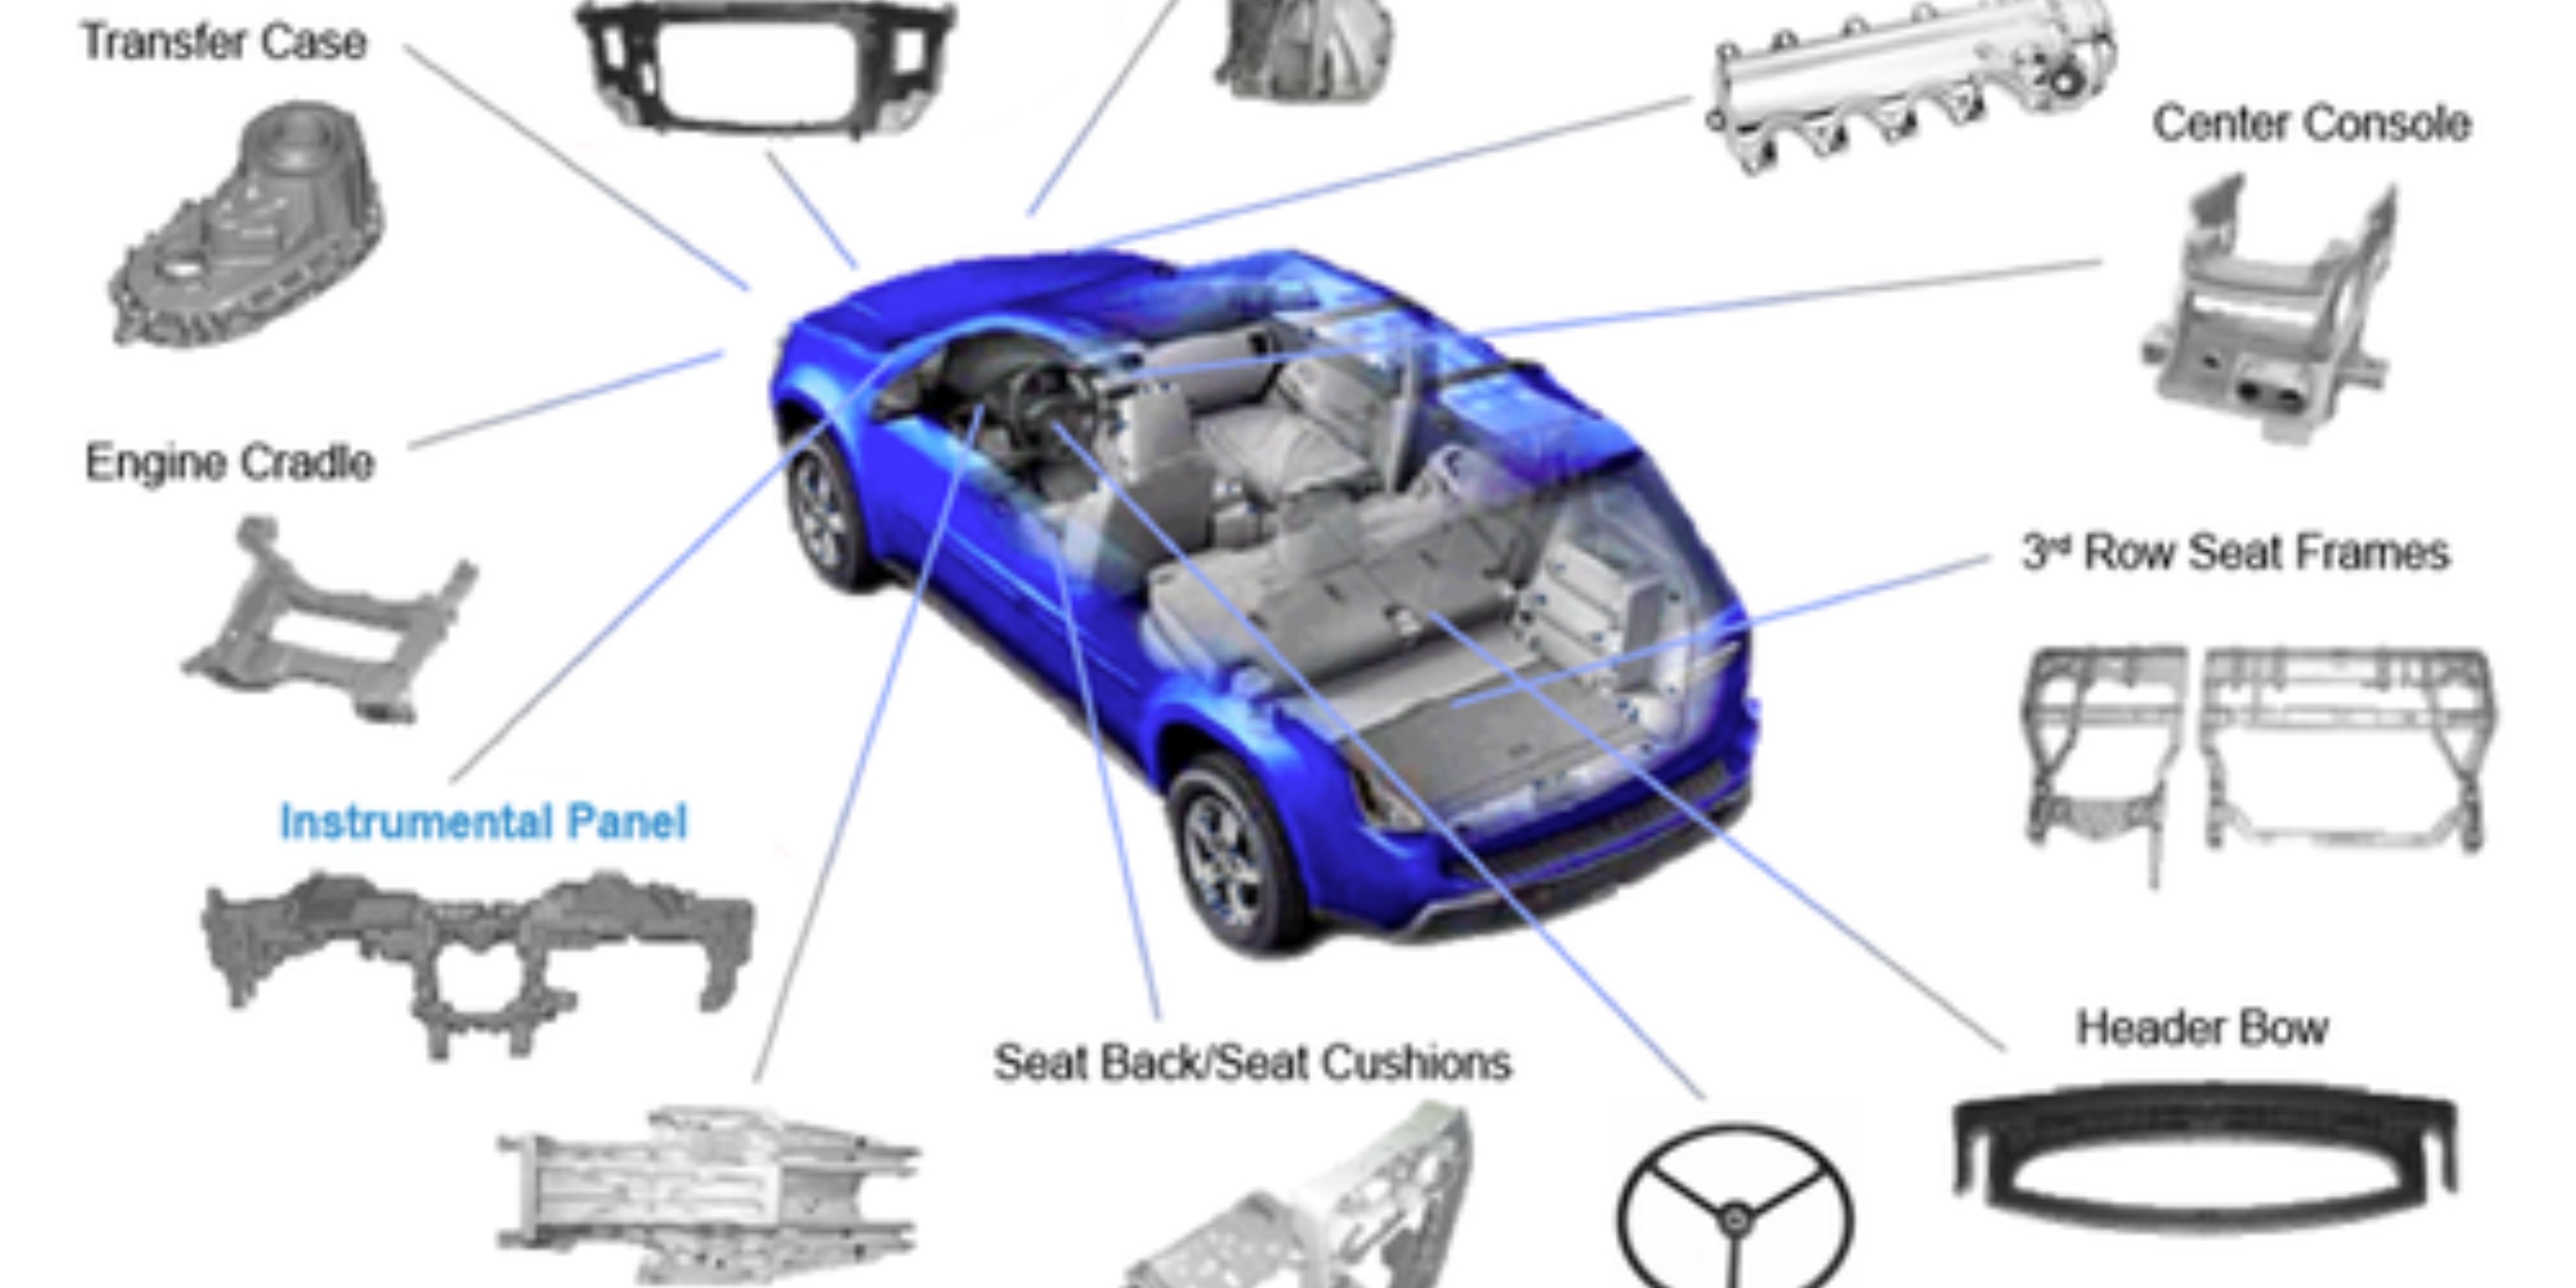 Transfer Case
Center Console
Engine Cradle
3rd Row Seat Frames
Instrumental Panel
Header Bow
Seat Back/Seat Cushions